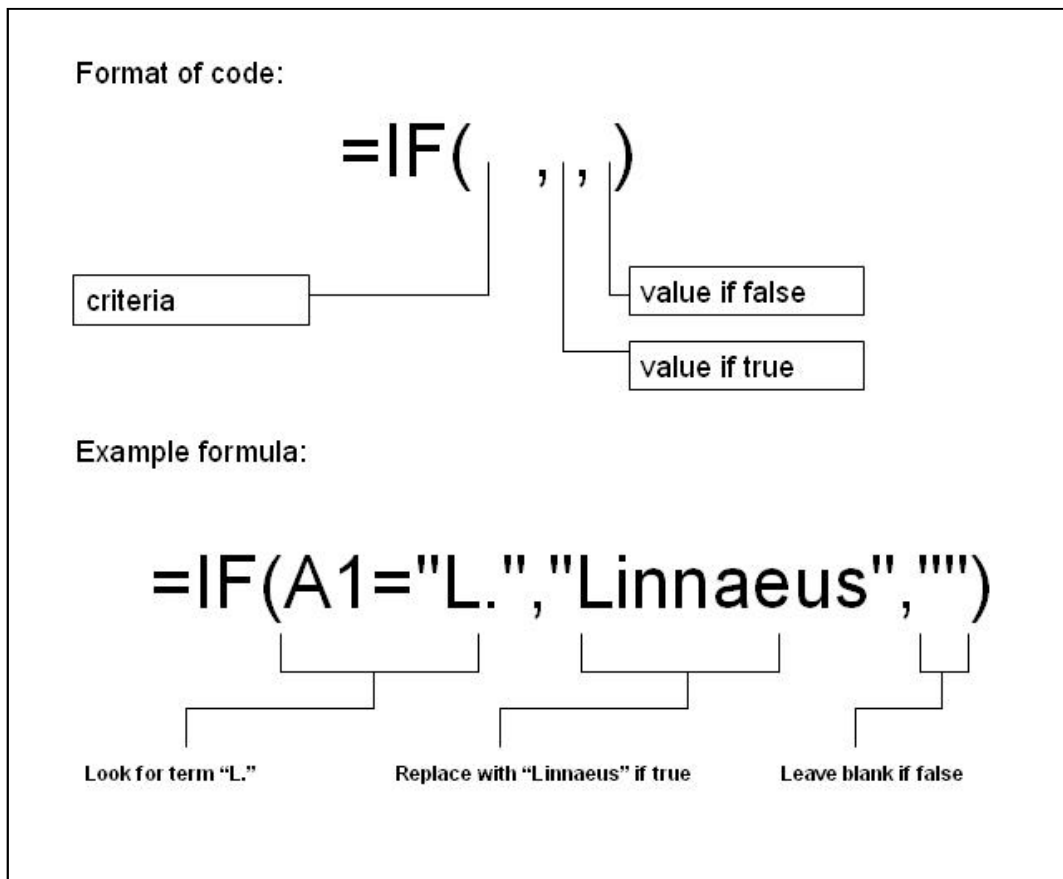 Format of code:
=IF( , , )
criteria
value if false
value if true
Example formula:
=IF(A1="L.","Linnaeus","")
Look for term “L.”
Replace with “Linnaeus” if true
Leave blank if false